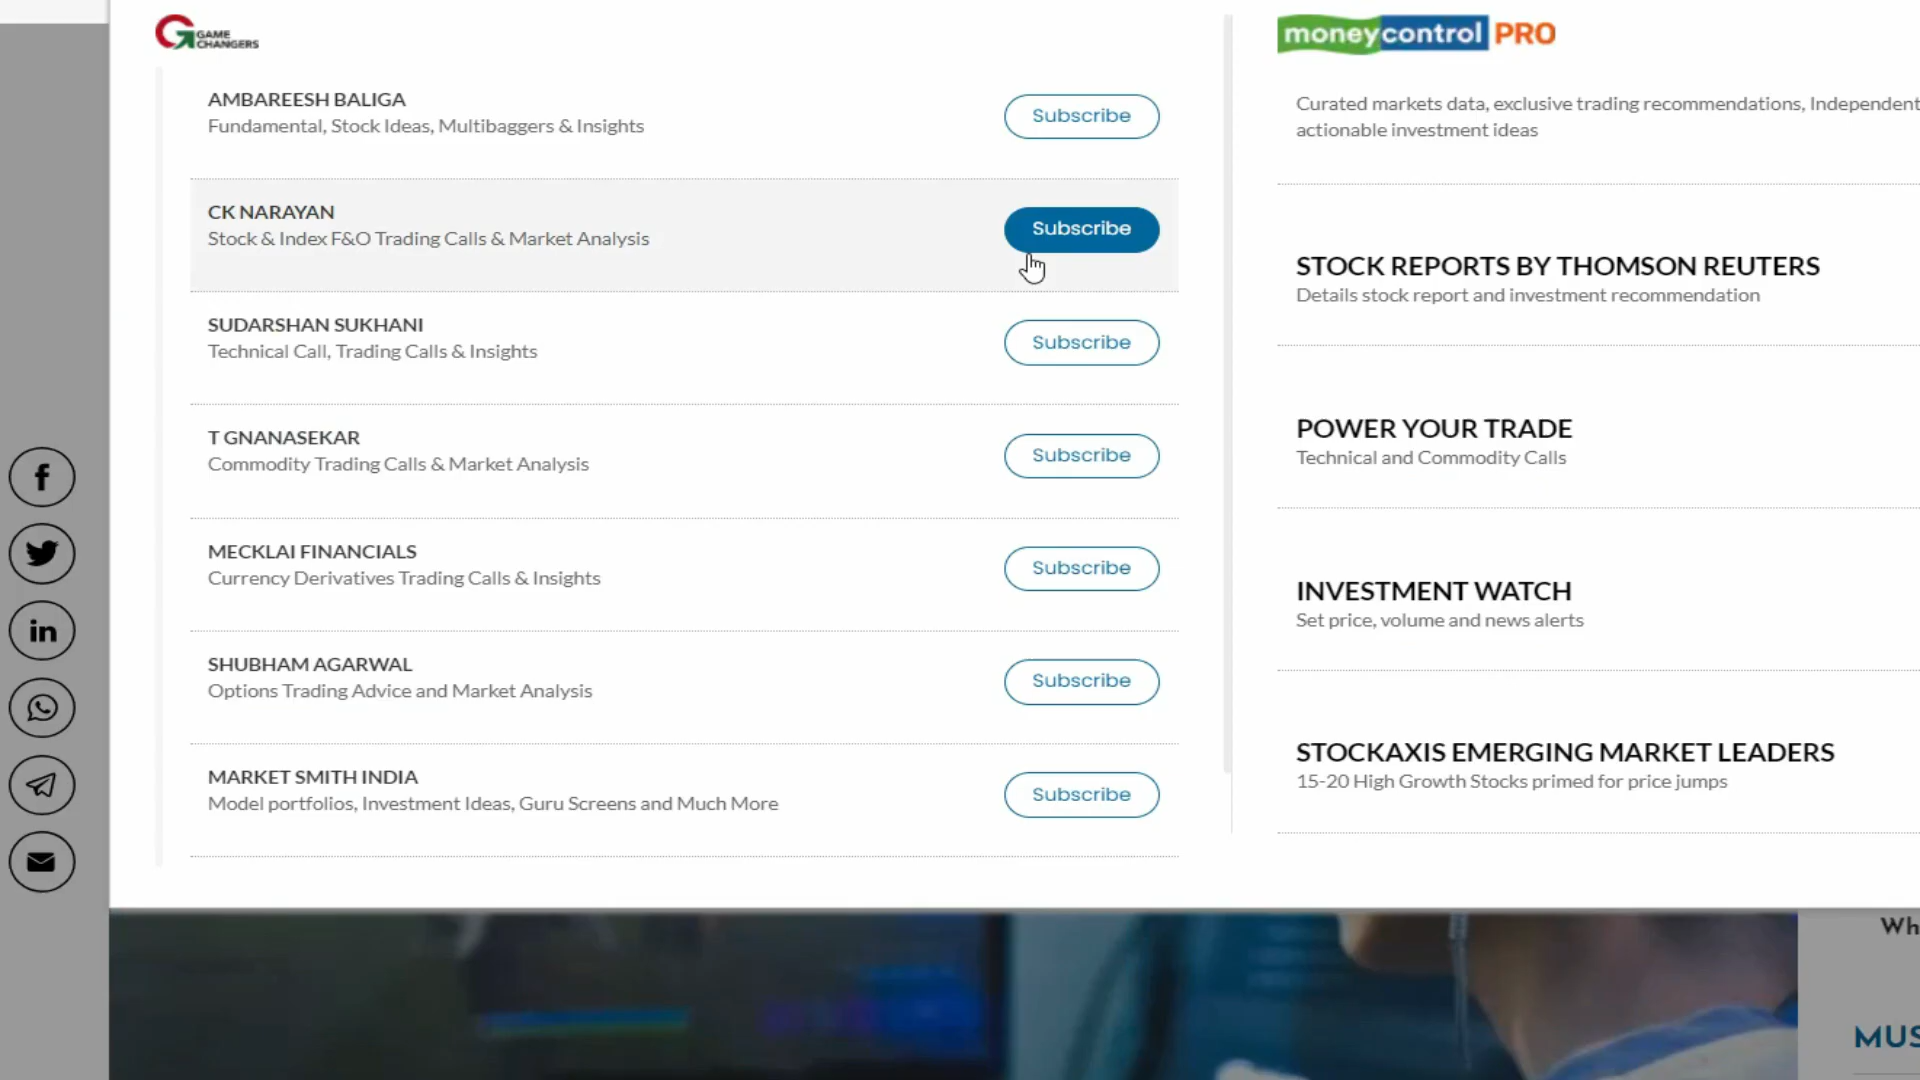 GAME
CHANGERS
AMBAREESH BALIGA
Fundamental, Stock Ideas, Multibaggers & Insights
Subscribe
CK NARAYAN
Stock & Index F&O Trading Calls & Market Analysis
Subscribe
SUDARSHAN SUKHANI
Technical Call, Trading Calls & Insights
Subscribe
T GNANASEKAR
Commodity Trading Calls & Market Analysis
Subscribe
MECKLAI FINANCIALS
Currency Derivatives Trading Calls & Insights
Subscribe
SHUBHAM AGARWAL
Options Trading Advice and Market Analysis
Subscribe
MARKET SMITH INDIA
Model portfolios, Investment Ideas, Guru Screens and Much More
Subscribe
moneycontrol PRO
Curated markets data, exclusive trading recommendations, Independent
actionable investment ideas
STOCK REPORTS BY THOMSON REUTERS
Details stock report and investment recommendation
POWER YOUR TRADE
Technical and Commodity Calls
INVESTMENT WATCH
Set price, volume and news alerts
STOCKAXIS EMERGING MARKET LEADERS
15-20 High Growth Stocks primed for price jumps
Wh
MUS